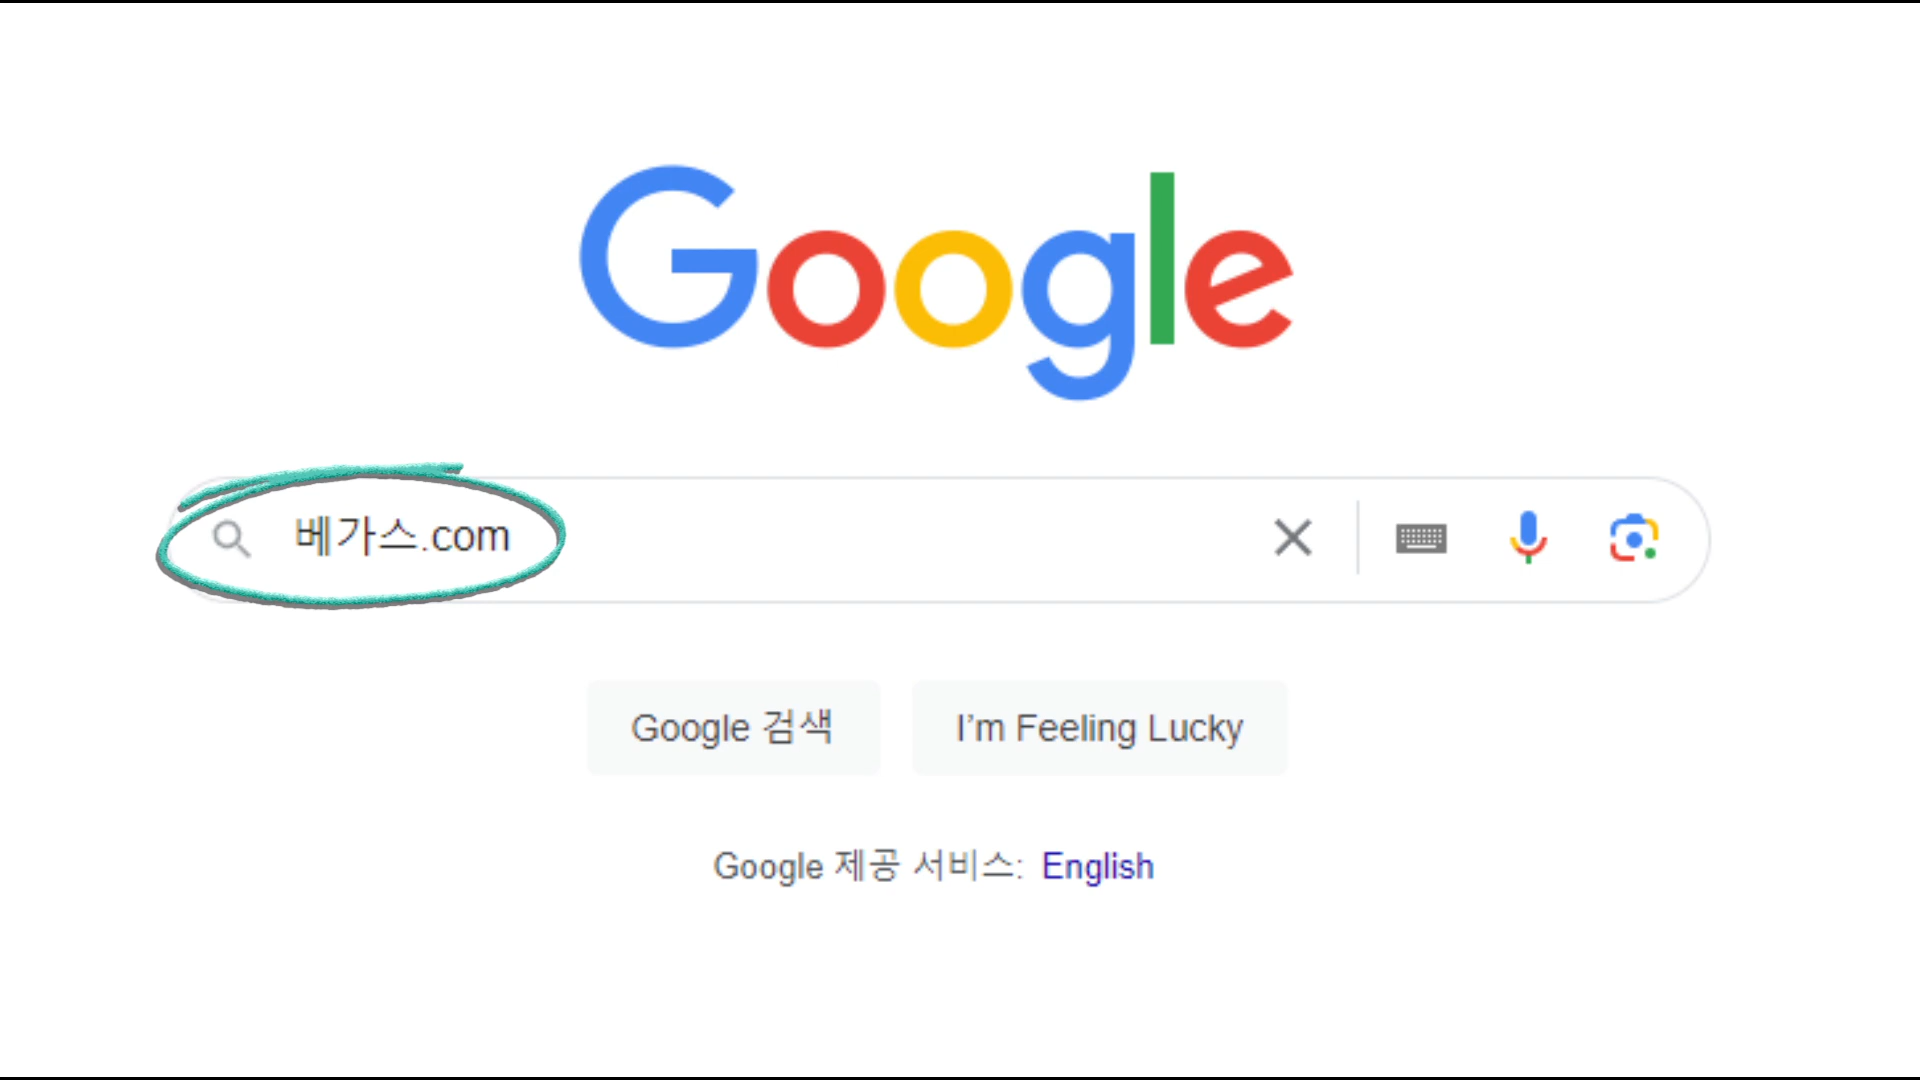 Google
베가스.com
Google 검색
I’m Feeling Lucky
Google 제공 서비스: English